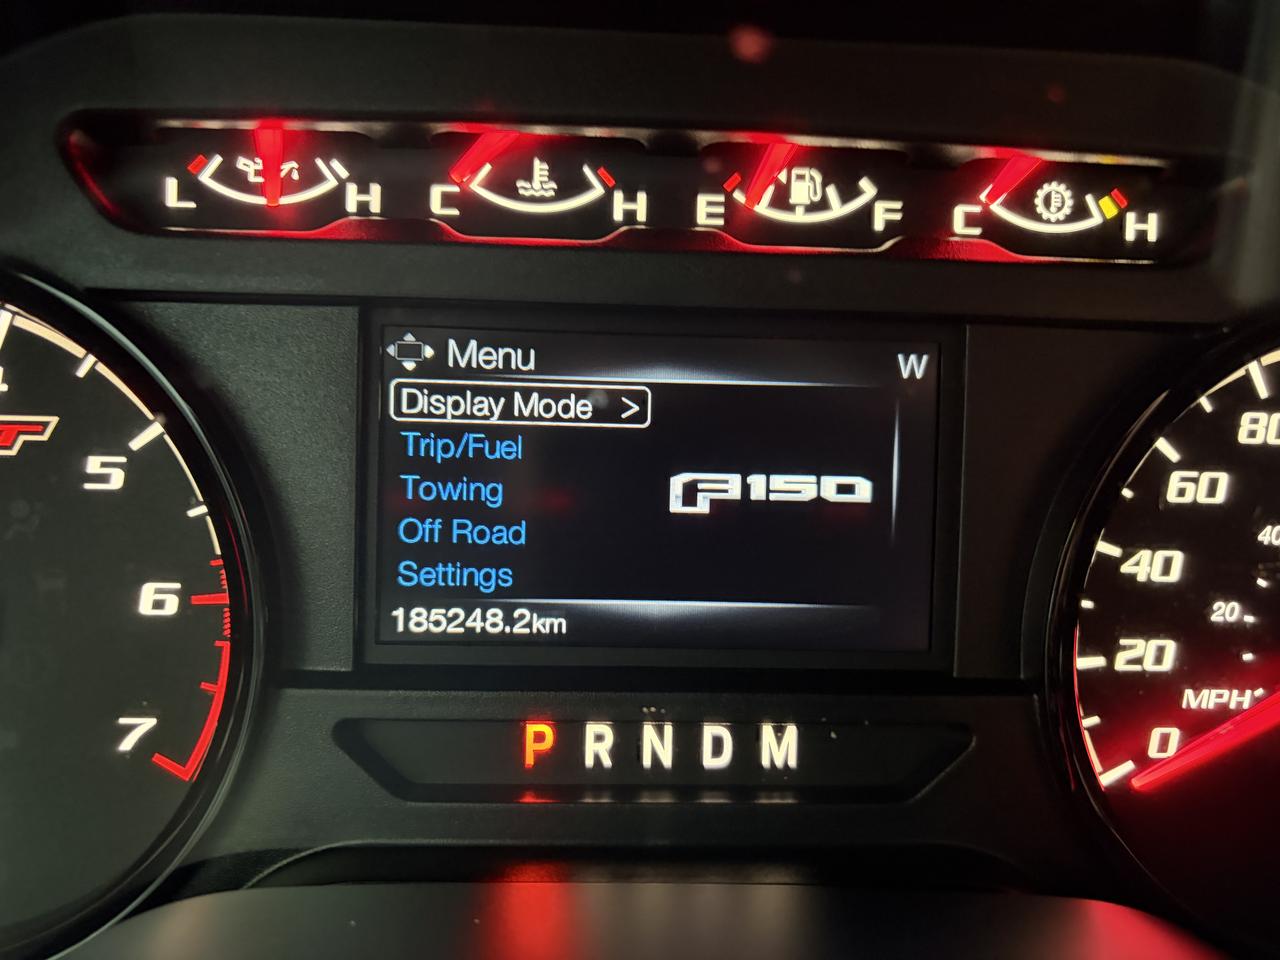 L H C H E F C H
Menu W
Display Mode >
Trip/Fuel
Towing
F150
Off Road
Settings
185248.2km
P R N D M
5
6
7
80
60
40
40
20
20
MPH
0